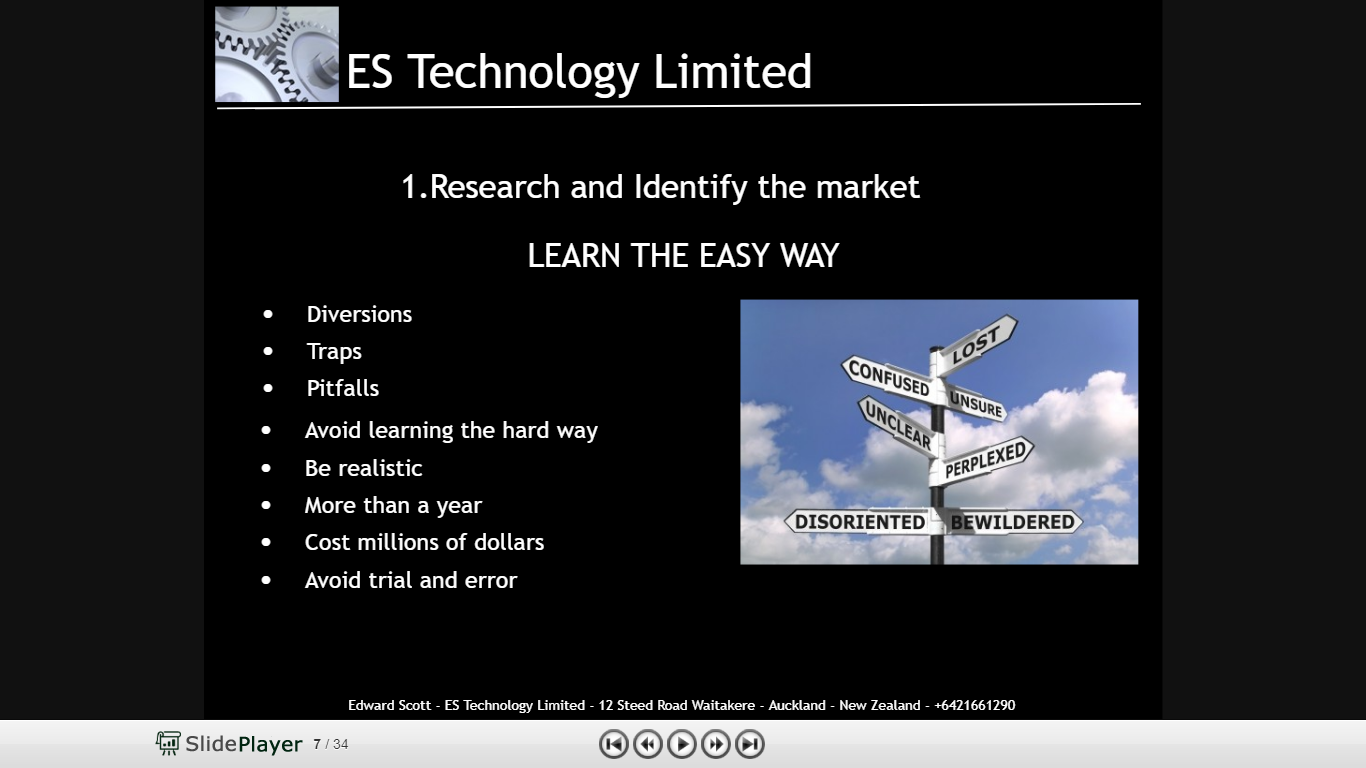 ES Technology Limited
1.Research and Identify the market
LEARN THE EASY WAY
• Diversions
• Traps
• Pitfalls
• Avoid learning the hard way
• Be realistic
• More than a year
• Cost millions of dollars
• Avoid trial and error
LOST
CONFUSED
UNSURE
UNCLEAR
PERPLEXED
DISORIENTED
BEWILDERED
Edward Scott - ES Technology Limited - 12 Steed Road Waitakere - Auckland - New Zealand - +6421661290
SlidePlayer 7 / 34